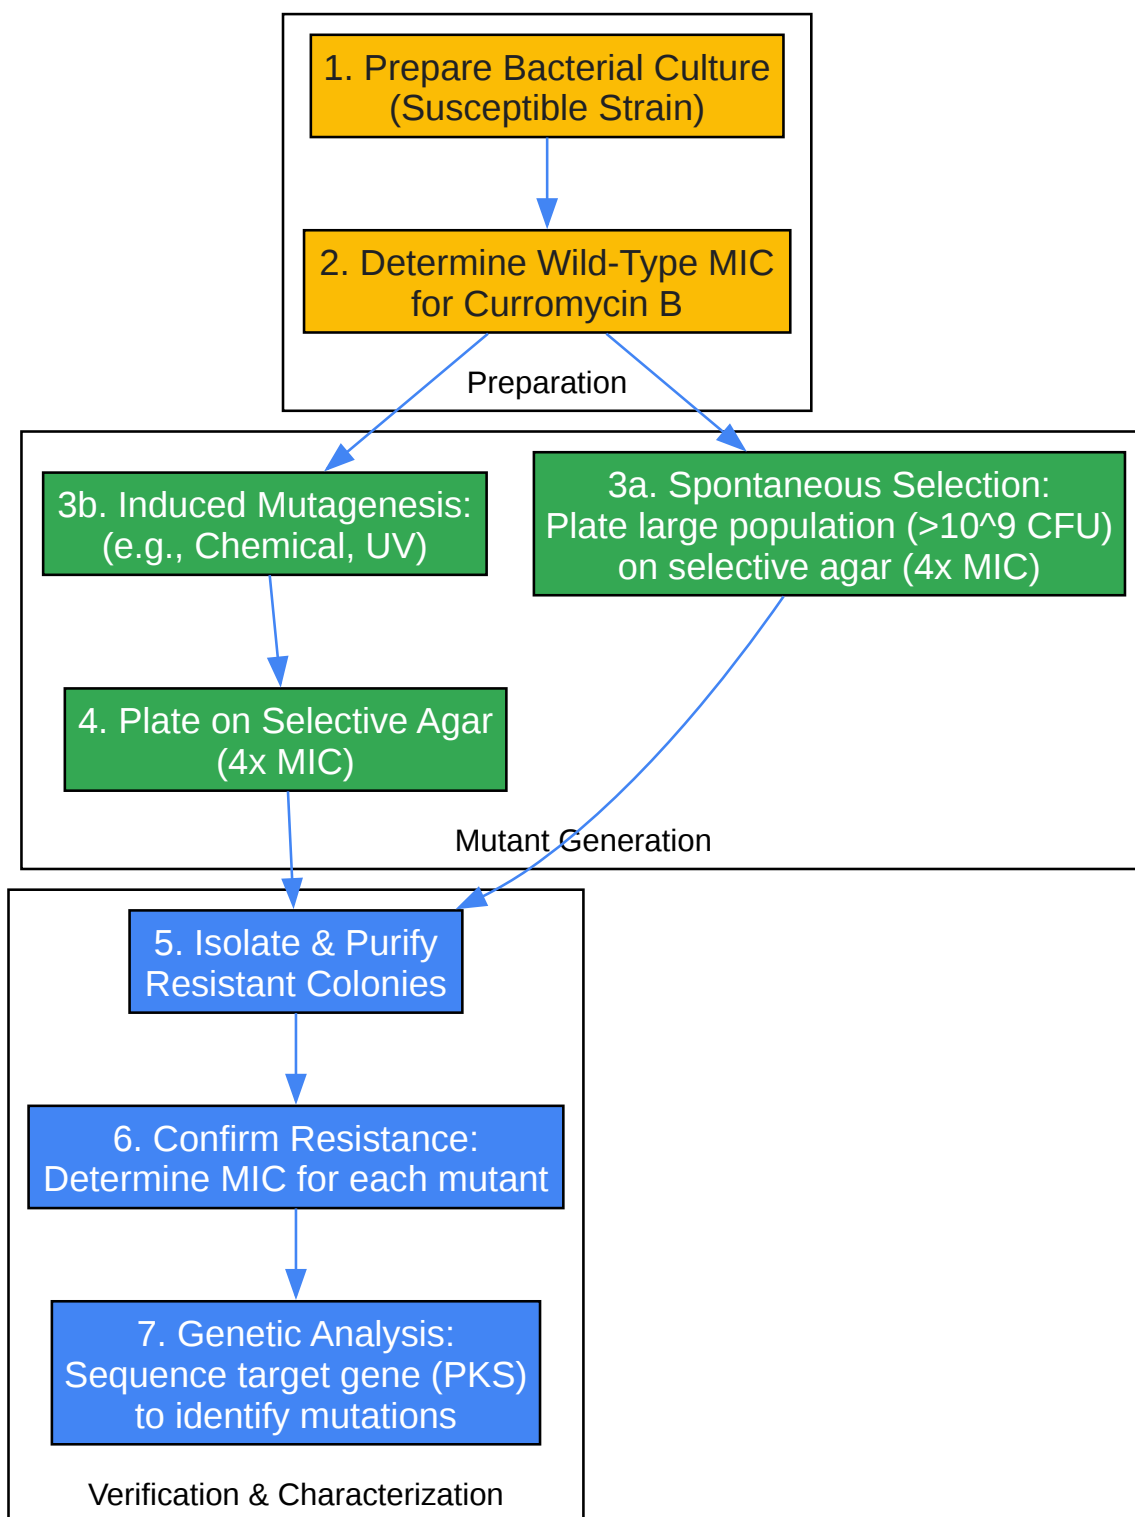 1. Prepare Bacterial Culture
(Susceptible Strain)
2. Determine Wild-Type MIC
for Curromycin B
Preparation
3b. Induced Mutagenesis:
(e.g., Chemical, UV)
3a. Spontaneous Selection:
Plate large population (>10^9 CFU)
on selective agar (4x MIC)
4. Plate on Selective Agar
(4x MIC)
Mutant Generation
5. Isolate & Purify
Resistant Colonies
6. Confirm Resistance:
Determine MIC for each mutant
7. Genetic Analysis:
Sequence target gene (PKS)
to identify mutations
Verification & Characterization